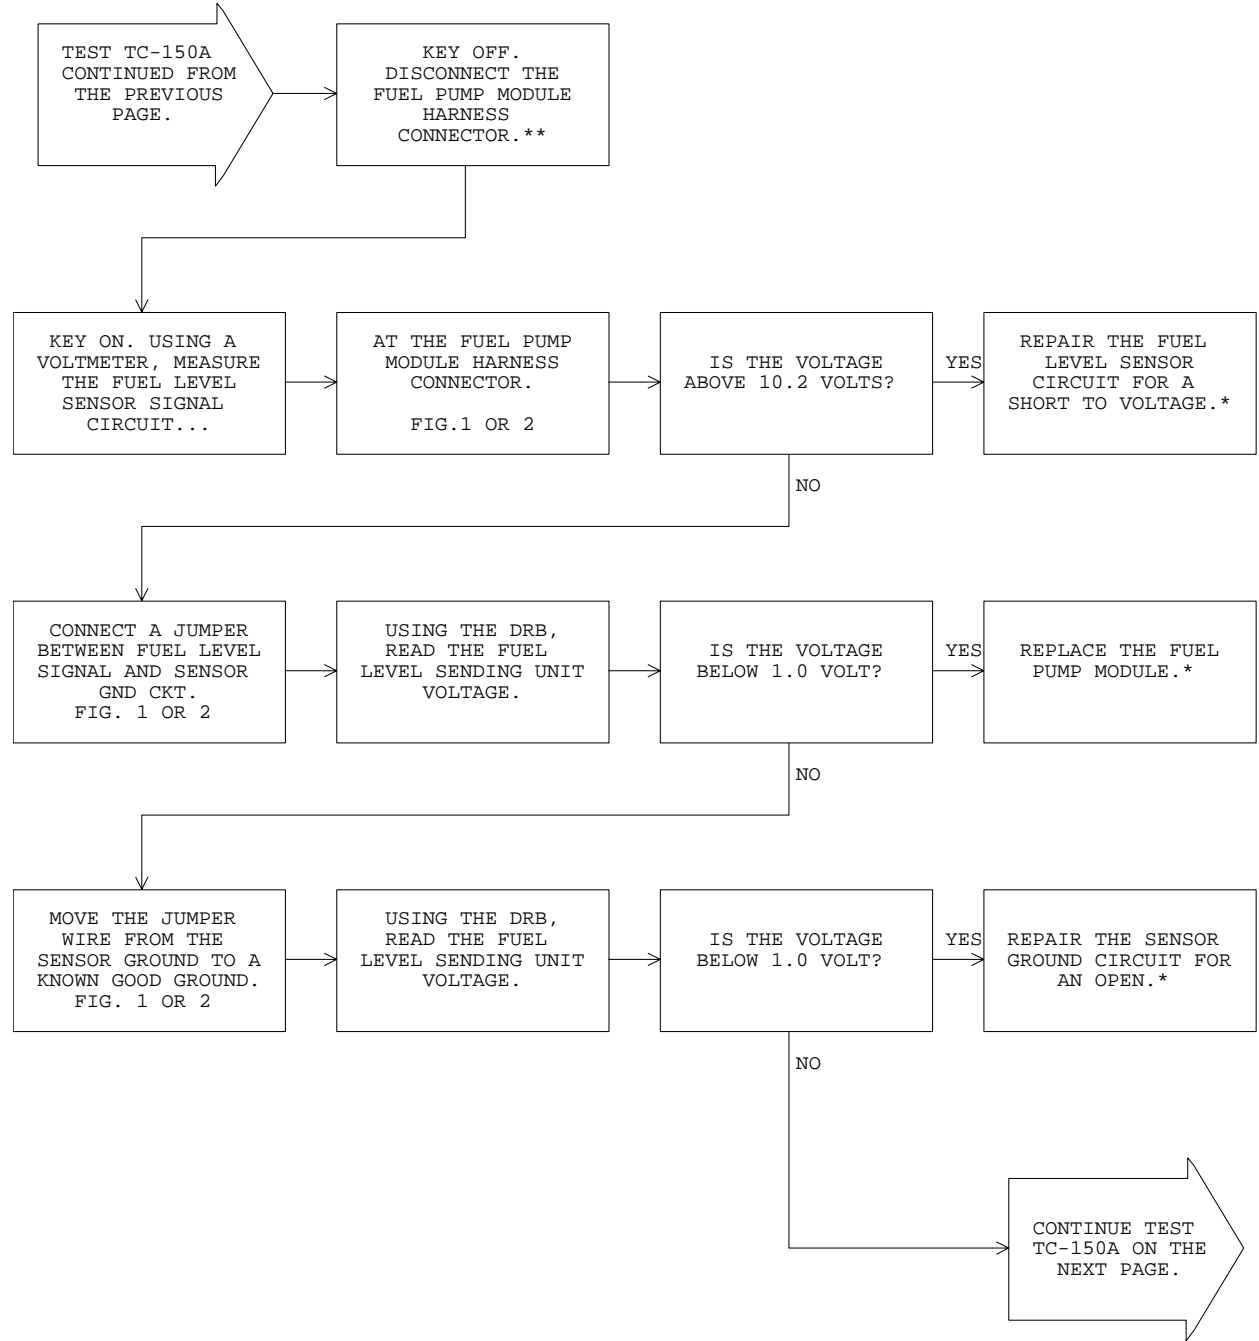 TEST TC-150A
CONTINUED FROM
THE PREVIOUS
PAGE.
KEY OFF.
DISCONNECT THE
FUEL PUMP MODULE
HARNESS
CONNECTOR.**
KEY ON. USING A
VOLTMETER, MEASURE
THE FUEL LEVEL
SENSOR SIGNAL
CIRCUIT...
AT THE FUEL PUMP
MODULE HARNESS
CONNECTOR.
FIG.1 OR 2
IS THE VOLTAGE
ABOVE 10.2 VOLTS?
YES
REPAIR THE FUEL
LEVEL SENSOR
CIRCUIT FOR A
SHORT TO VOLTAGE.*
NO
CONNECT A JUMPER
BETWEEN FUEL LEVEL
SIGNAL AND SENSOR
GND CKT.
FIG. 1 OR 2
USING THE DRB,
READ THE FUEL
LEVEL SENDING UNIT
VOLTAGE.
IS THE VOLTAGE
BELOW 1.0 VOLT?
YES
REPLACE THE FUEL
PUMP MODULE.*
NO
MOVE THE JUMPER
WIRE FROM THE
SENSOR GROUND TO A
KNOWN GOOD GROUND.
FIG. 1 OR 2
USING THE DRB,
READ THE FUEL
LEVEL SENDING UNIT
VOLTAGE.
IS THE VOLTAGE
BELOW 1.0 VOLT?
YES
REPAIR THE SENSOR
GROUND CIRCUIT FOR
AN OPEN.*
NO
CONTINUE TEST
TC-150A ON THE
NEXT PAGE.